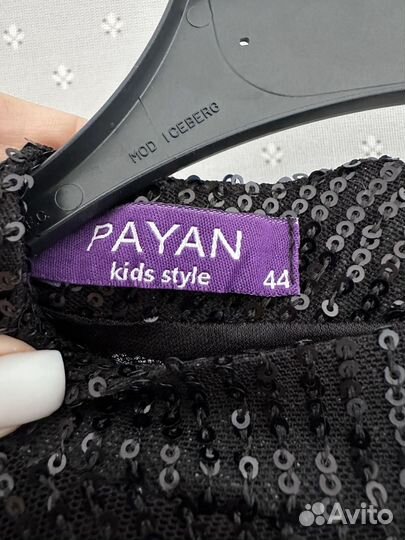 MOD ICEBERG
PAYAN
kids style
44
Avito